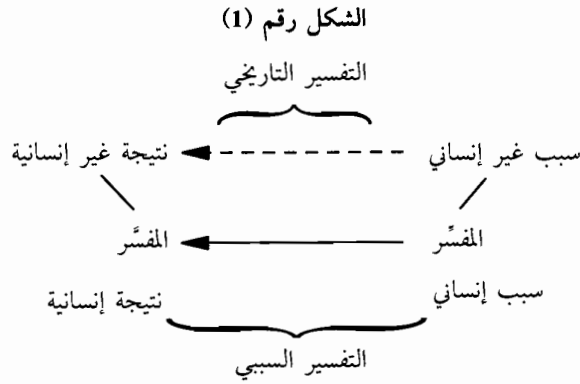 الشكل رقم (1)
التفسير التاريخي
سبب غير إنساني نتيجة غير إنسانية
المفسِّر المفسَّر
سبب إنساني نتيجة إنسانية
التفسير السببي